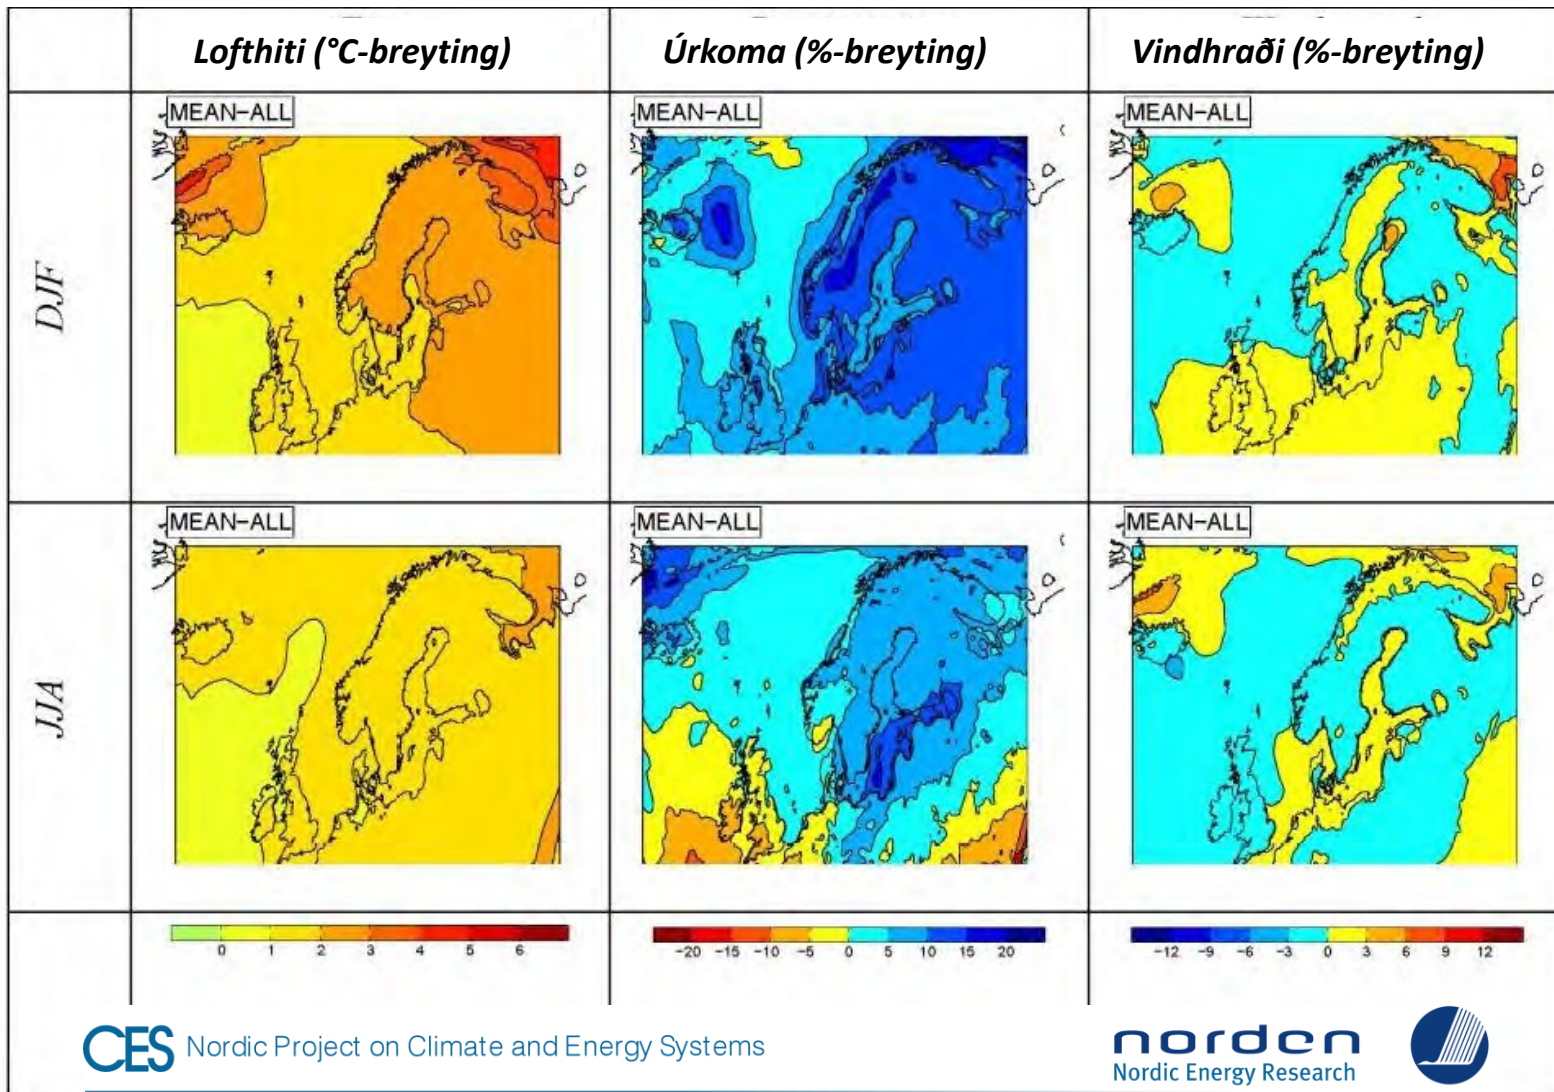 Lofthiti (°C-breyting)
Úrkoma (%-breyting)
Vindhraði (%-breyting)
DJF
MEAN-ALL
MEAN-ALL
MEAN-ALL
JJA
MEAN-ALL
MEAN-ALL
MEAN-ALL
0 1 2 3 4 5 6
-20 -15 -10 -5 0 5 10 15 20
-12 -9 -6 -3 0 3 6 9 12
CES Nordic Project on Climate and Energy Systems
norden
Nordic Energy Research